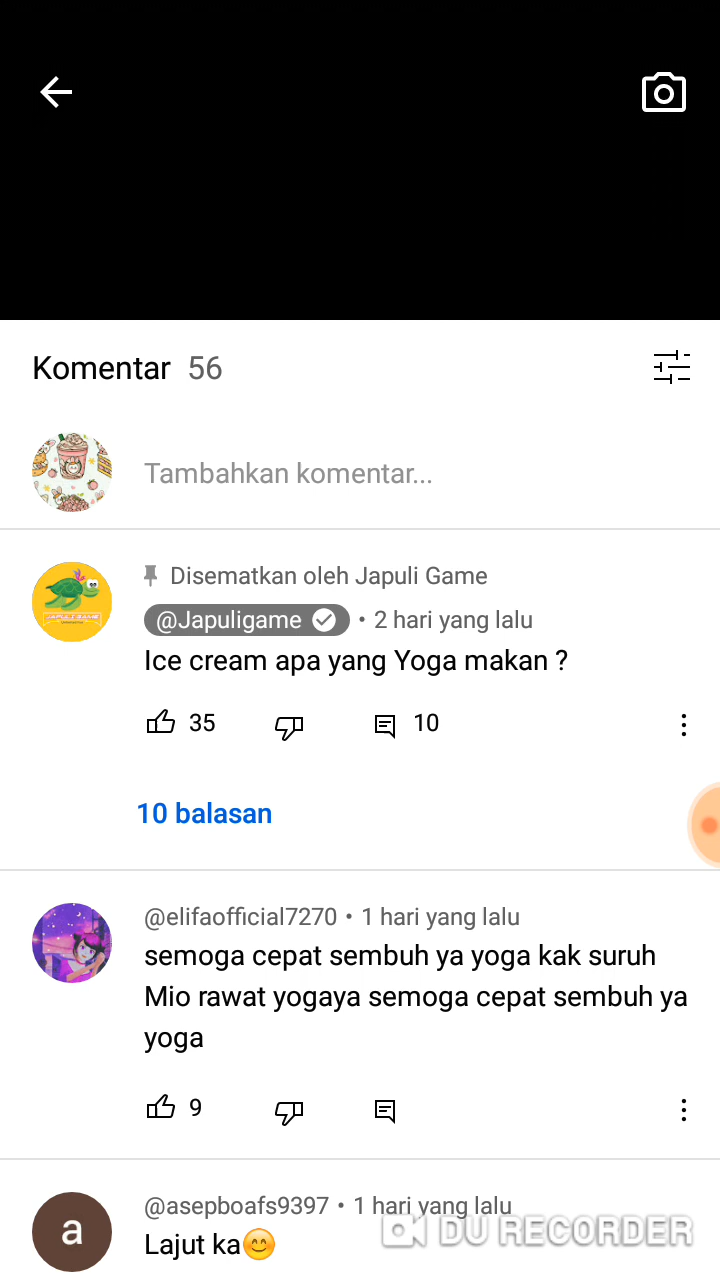 Komentar 56
Tambahkan komentar...
Disematkan oleh Japuli Game
@Japuligame • 2 hari yang lalu
Ice cream apa yang Yoga makan ?
35 10
10 balasan
@elifaofficial7270 • 1 hari yang lalu
semoga cepat sembuh ya yoga kak suruh
Mio rawat yogaya semoga cepat sembuh ya
yoga
9
a
@asepboafs9397 • 1 hari yang lalu
Lajut ka😊
DU RECORDER